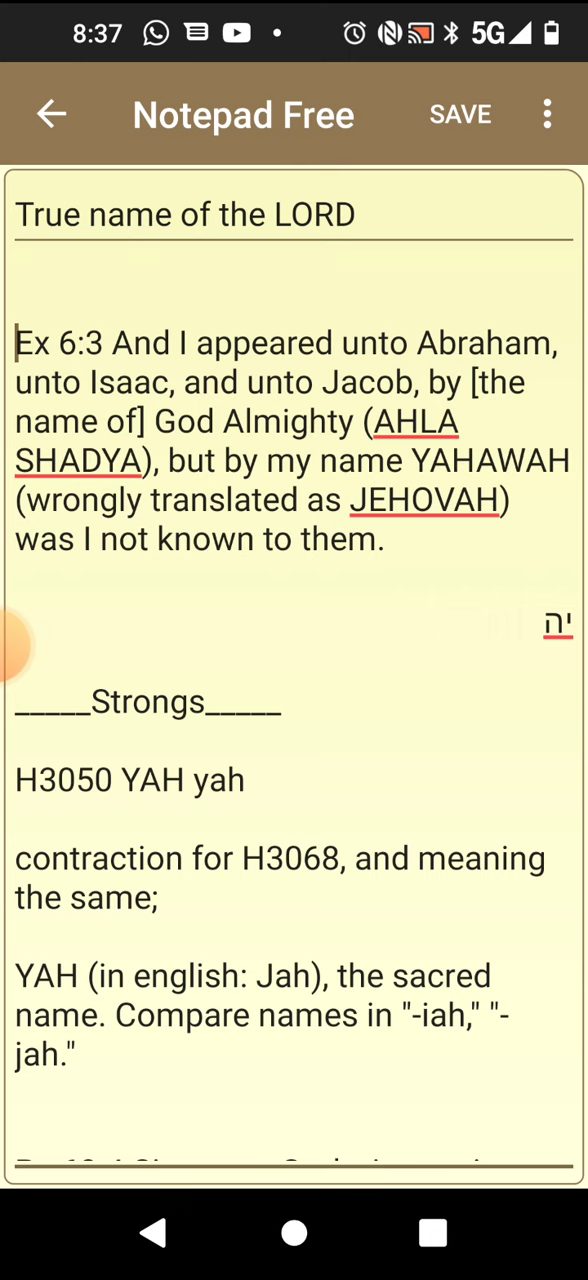 8:37 5G
Notepad Free SAVE
True name of the LORD
Ex 6:3 And I appeared unto Abraham,
unto Isaac, and unto Jacob, by [the
name of] God Almighty (AHLA
SHADYA), but by my name YAHAWAH
(wrongly translated as JEHOVAH)
was I not known to them.
יה
_____Strongs_____
H3050 YAH yah
contraction for H3068, and meaning
the same;
YAH (in english: Jah), the sacred
name. Compare names in "-iah," "-
jah."